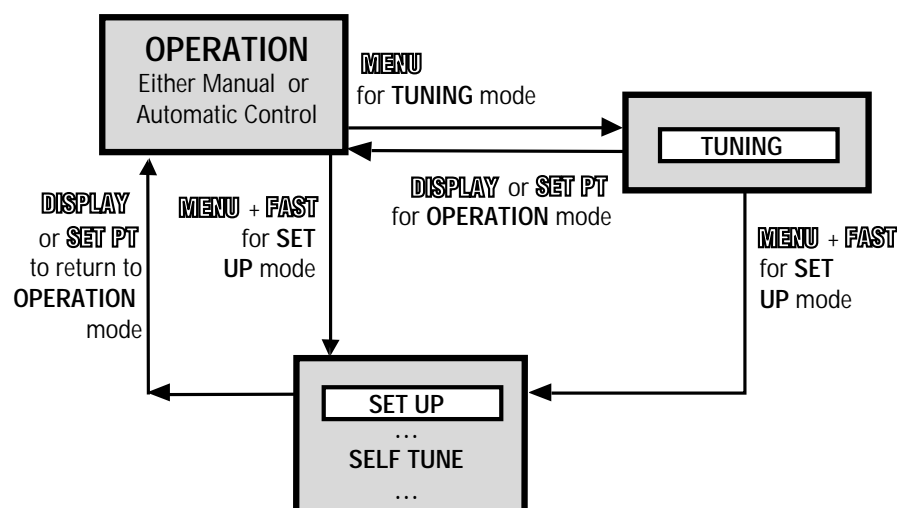 OPERATION
Either Manual or
Automatic Control
MENU
for TUNING mode
TUNING
DISPLAY or SET PT
for OPERATION mode
DISPLAY
or SET PT
to return to
OPERATION
mode
MENU + FAST
for SET
UP mode
MENU + FAST
for SET
UP mode
SET UP
...
SELF TUNE
...